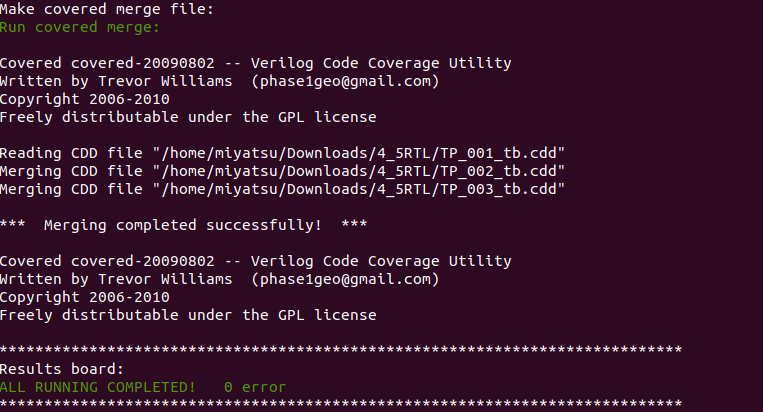 Make covered merge file:
Run covered merge:
Covered covered-20090802 -- Verilog Code Coverage Utility
Written by Trevor Williams  (phase1geo@gmail.com)
Copyright 2006-2010
Freely distributable under the GPL license
Reading CDD file "/home/miyatsu/Downloads/4_5RTL/TP_001_tb.cdd"
Merging CDD file "/home/miyatsu/Downloads/4_5RTL/TP_002_tb.cdd"
Merging CDD file "/home/miyatsu/Downloads/4_5RTL/TP_003_tb.cdd"
***  Merging completed successfully!  ***
Covered covered-20090802 -- Verilog Code Coverage Utility
Written by Trevor Williams  (phase1geo@gmail.com)
Copyright 2006-2010
Freely distributable under the GPL license
****************************************************************************
Results board:
ALL RUNNING COMPLETED!   0 error
****************************************************************************